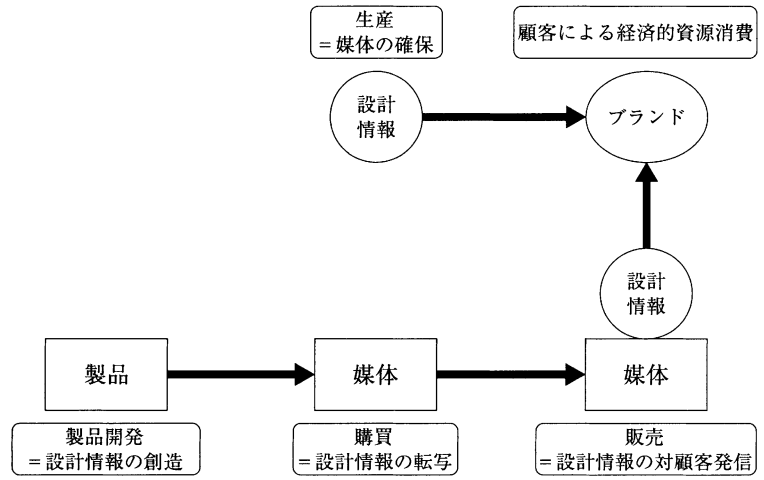 生産
＝媒体の確保
顧客による経済的資源消費
設計
情報
ブランド
設計
情報
製品
媒体
媒体
製品開発
＝設計情報の創造
購買
＝設計情報の転写
販売
＝設計情報の対顧客発信